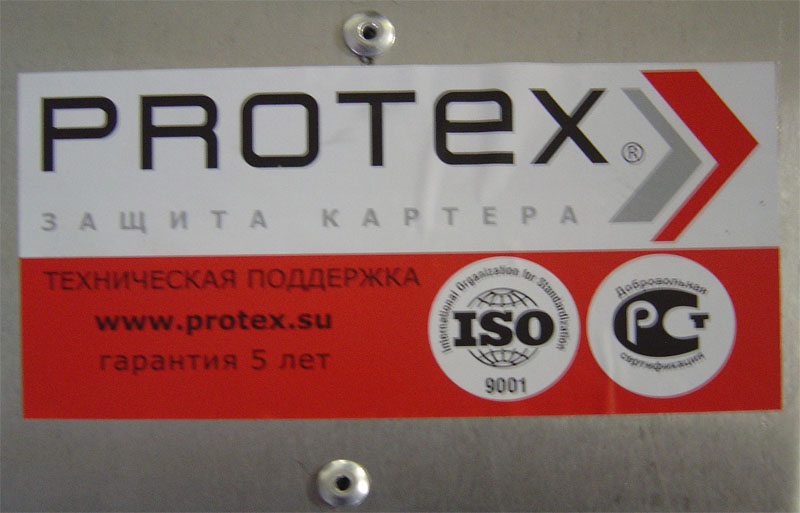 PROTEX ®
ЗАЩИТА КАРТЕРА
ТЕХНИЧЕСКАЯ ПОДДЕРЖКА
www.protex.su
гарантия 5 лет
International Organization for Standardization
ISO
9001
Добровольная
РСТ
сертификация